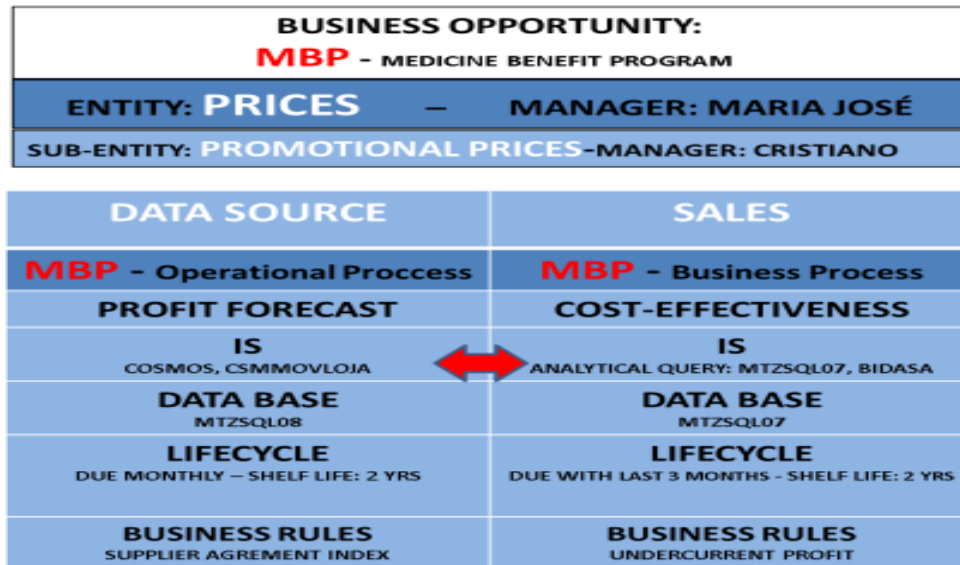 BUSINESS OPPORTUNITY:
MBP - MEDICINE BENEFIT PROGRAM
ENTITY: PRICES – MANAGER: MARIA JOSÉ
SUB-ENTITY: PROMOTIONAL PRICES-MANAGER: CRISTIANO
DATA SOURCE
SALES
MBP - Operational Proccess
MBP - Business Process
PROFIT FORECAST
COST-EFFECTIVENESS
IS
COSMOS, CSMMOVLOJA
IS
ANALYTICAL QUERY: MTZSQL07, BIDASA
DATA BASE
MTZSQL08
DATA BASE
MTZSQL07
LIFECYCLE
DUE MONTHLY – SHELF LIFE: 2 YRS
LIFECYCLE
DUE WITH LAST 3 MONTHS - SHELF LIFE: 2 YRS
BUSINESS RULES
SUPPLIER AGREMENT INDEX
BUSINESS RULES
UNDERCURRENT PROFIT